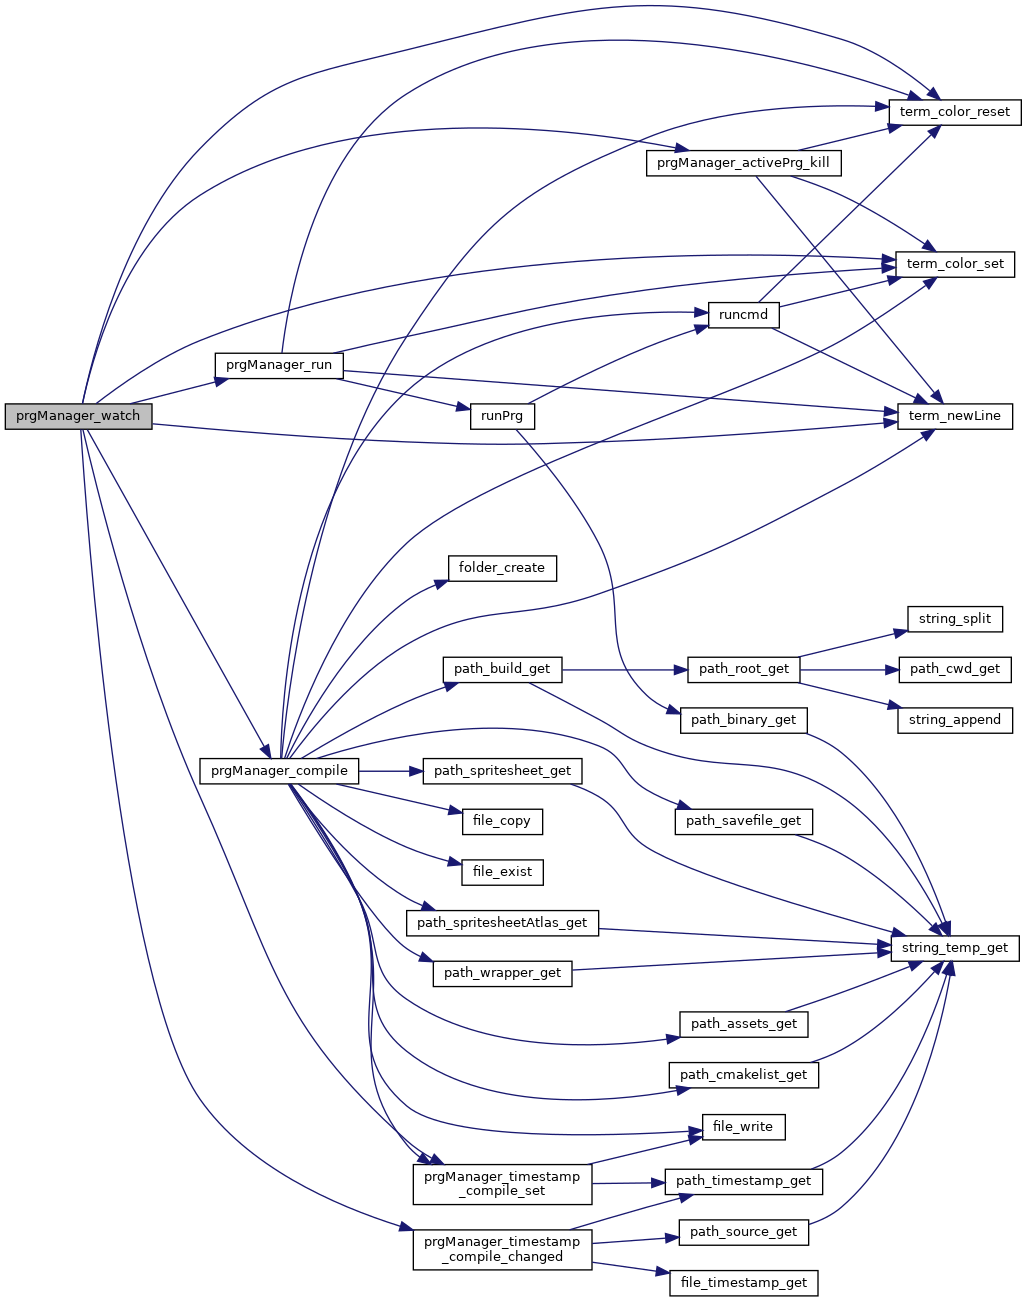 term_color_reset
prgManager_activePrg_kill
term_color_set
runcmd
prgManager_run
prgManager_watch
runPrg
term_newLine
folder_create
string_split
path_build_get
path_root_get
path_cwd_get
path_binary_get
string_append
prgManager_compile
path_spritesheet_get
file_copy
path_savefile_get
file_exist
path_spritesheetAtlas_get
string_temp_get
path_wrapper_get
path_assets_get
path_cmakelist_get
file_write
prgManager_timestamp
_compile_set
path_timestamp_get
path_source_get
prgManager_timestamp
_compile_changed
file_timestamp_get